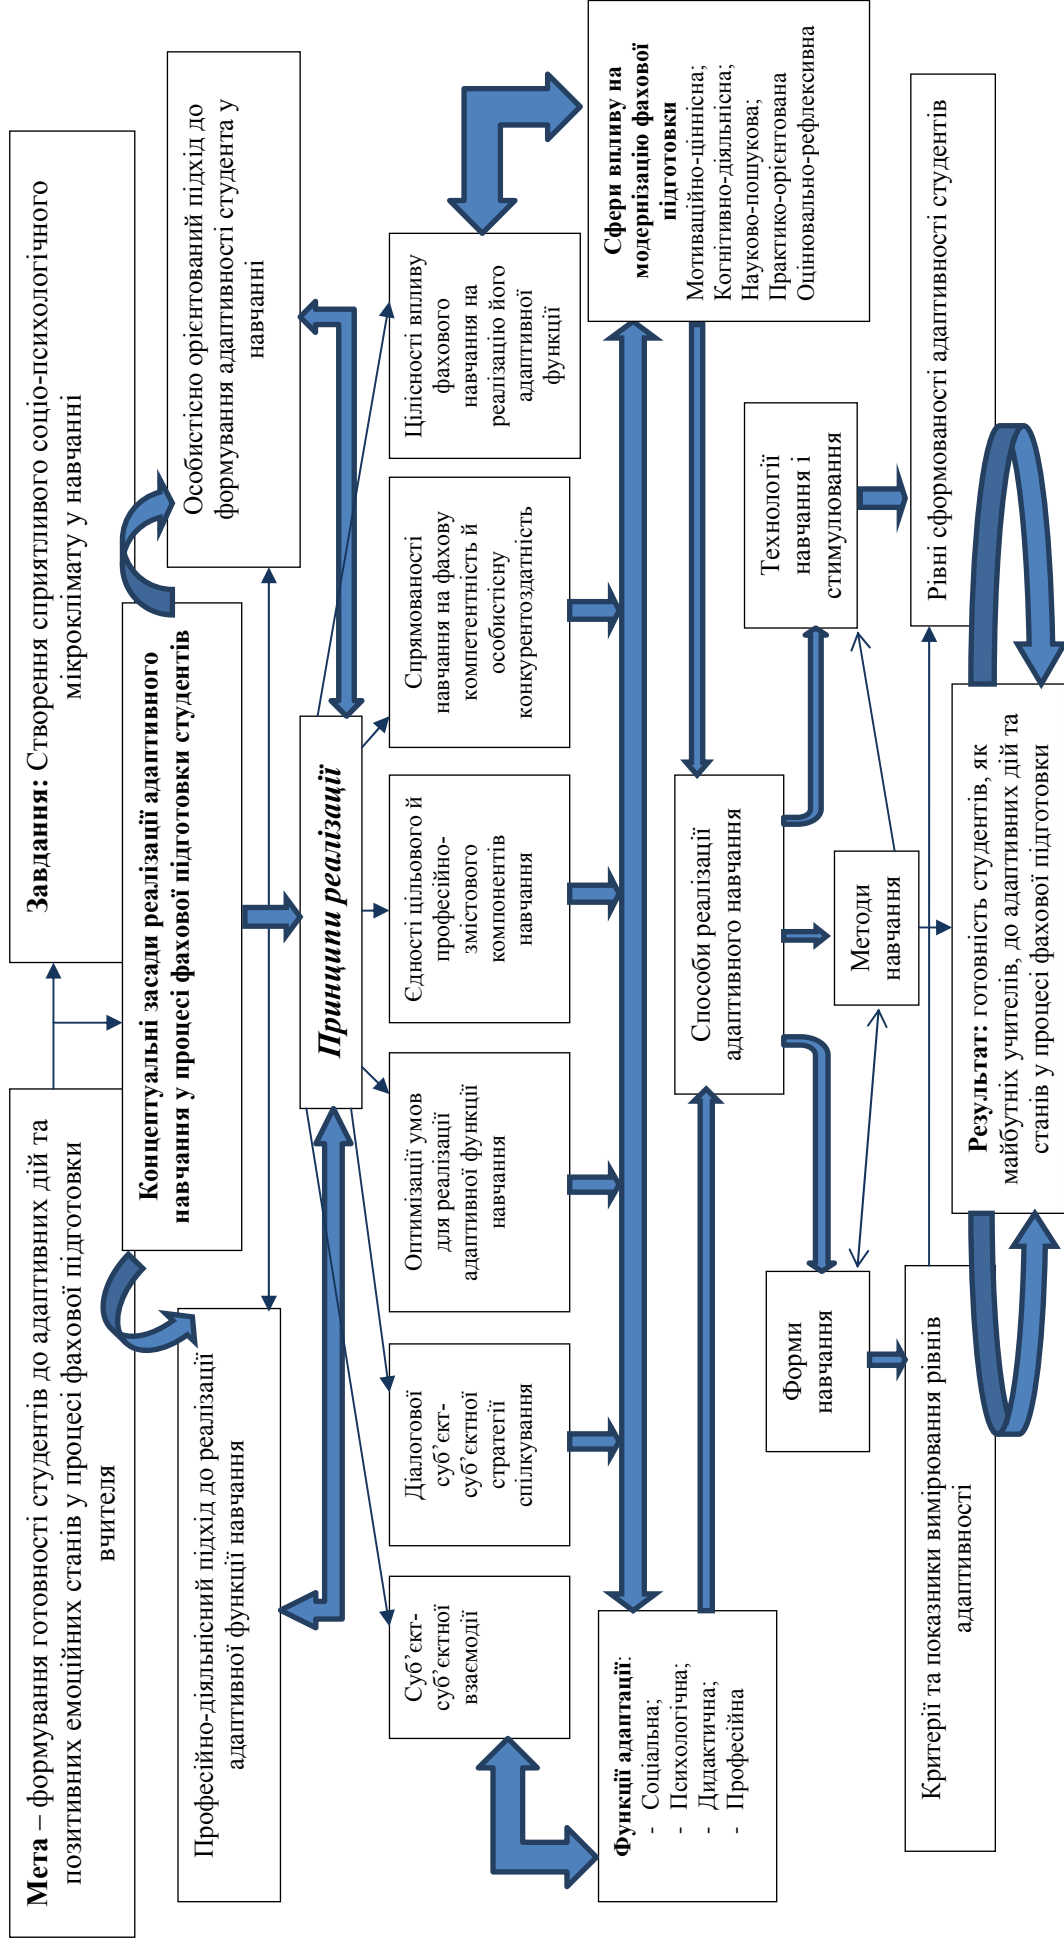 Мета – формування готовності студентів до адаптивних дій та
позитивних емоційних станів у процесі фахової підготовки
вчителя
Завдання: Створення сприятливого соціо-психологічного
мікроклімату у навчанні
Концептуальні засади реалізації адаптивного
навчання у процесі фахової підготовки студентів
Професійно-діяльнісний підхід до реалізації
адаптивної функції навчання
Особистісно орієнтований підхід до
формування адаптивності студента у
навчанні
Принципи реалізації
Суб’єкт-
суб’єктної
взаємодії
Діалогової
суб’єкт-
суб’єктної
стратегії
спілкування
Оптимізації умов
для реалізації
адаптивної функції
навчання
Єдності цільового й
професійно-
змістового
компонентів
навчання
Спрямованості
навчання на фахову
компетентність й
особистісну
конкурентоздатність
Цілісності впливу
фахового
навчання на
реалізацію його
адаптивної
функції
Функції адаптації:
- Соціальна;
- Психологічна;
- Дидактична;
- Професійна
Сфери впливу на
модернізацію фахової
підготовки
Мотиваційно-ціннісна;
Когнітивно-діяльнісна;
Науково-пошукова;
Практико-орієнтована
Оцінювально-рефлексивна
Способи реалізації
адаптивного навчання
Форми
навчання
Методи
навчання
Технології
навчання і
стимулювання
Критерії та показники вимірювання рівнів
адаптивності
Рівні сформованості адаптивності студентів
Результат: готовність студентів, як
майбутніх учителів, до адаптивних дій та
станів у процесі фахової підготовки